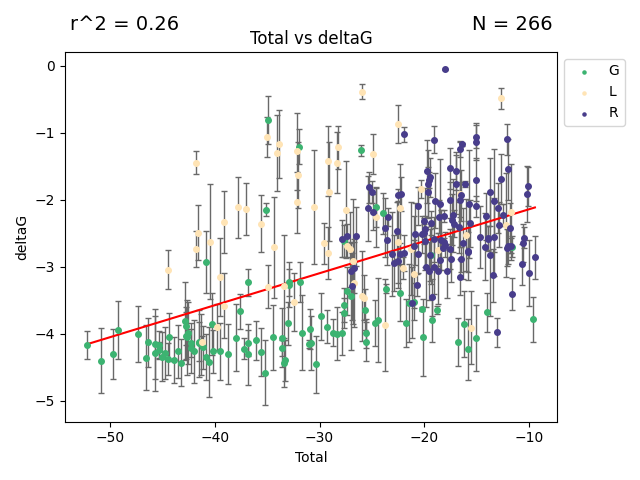 r^2 = 0.26
N = 266
Total vs deltaG
G
L
R
deltaG
0
−1
−2
−3
−4
−5
−50
−40
−30
−20
−10
Total